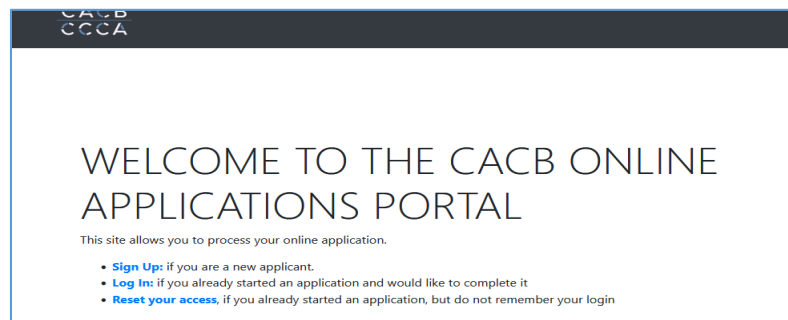 CACB
CCCA
WELCOME TO THE CACB ONLINE
APPLICATIONS PORTAL
This site allows you to process your online application.
• Sign Up: if you are a new applicant.
• Log In: if you already started an application and would like to complete it
• Reset your access, if you already started an application, but do not remember your login